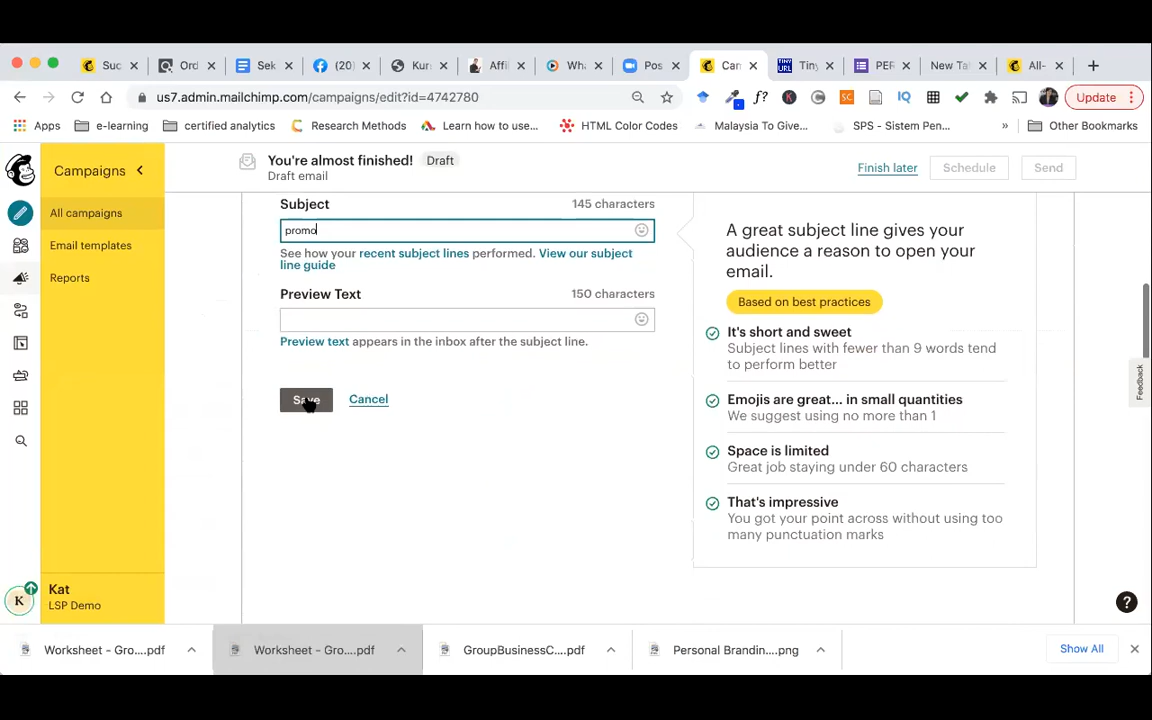 Suc
Ord
Sek
(20)
Kur
Affil
Wha
Pos
Can
Tiny
PER
New Ta
All-
us7.admin.mailchimp.com/campaigns/edit?id=4742780
f?
SC
IQ
Update
Apps
e-learning
certified analytics
Research Methods
Learn how to use...
HTML Color Codes
Malaysia To Give...
SPS - Sistem Pen...
»
Other Bookmarks
Campaigns
You're almost finished! Draft
Draft email
Finish later
Schedule
Send
All campaigns
Email templates
Reports
Subject 145 characters
promo
See how your recent subject lines performed. View our subject
line guide
Preview Text 150 characters
Preview text appears in the inbox after the subject line.
Save
Cancel
A great subject line gives your
audience a reason to open your
email.
Based on best practices
It's short and sweet
Subject lines with fewer than 9 words tend
to perform better
Emojis are great... in small quantities
We suggest using no more than 1
Space is limited
Great job staying under 60 characters
That's impressive
You got your point across without using too
many punctuation marks
Feedback
K
Kat
LSP Demo
?
Worksheet - Gro....pdf
Worksheet - Gro....pdf
GroupBusinessC....pdf
Personal Brandin....png
Show All